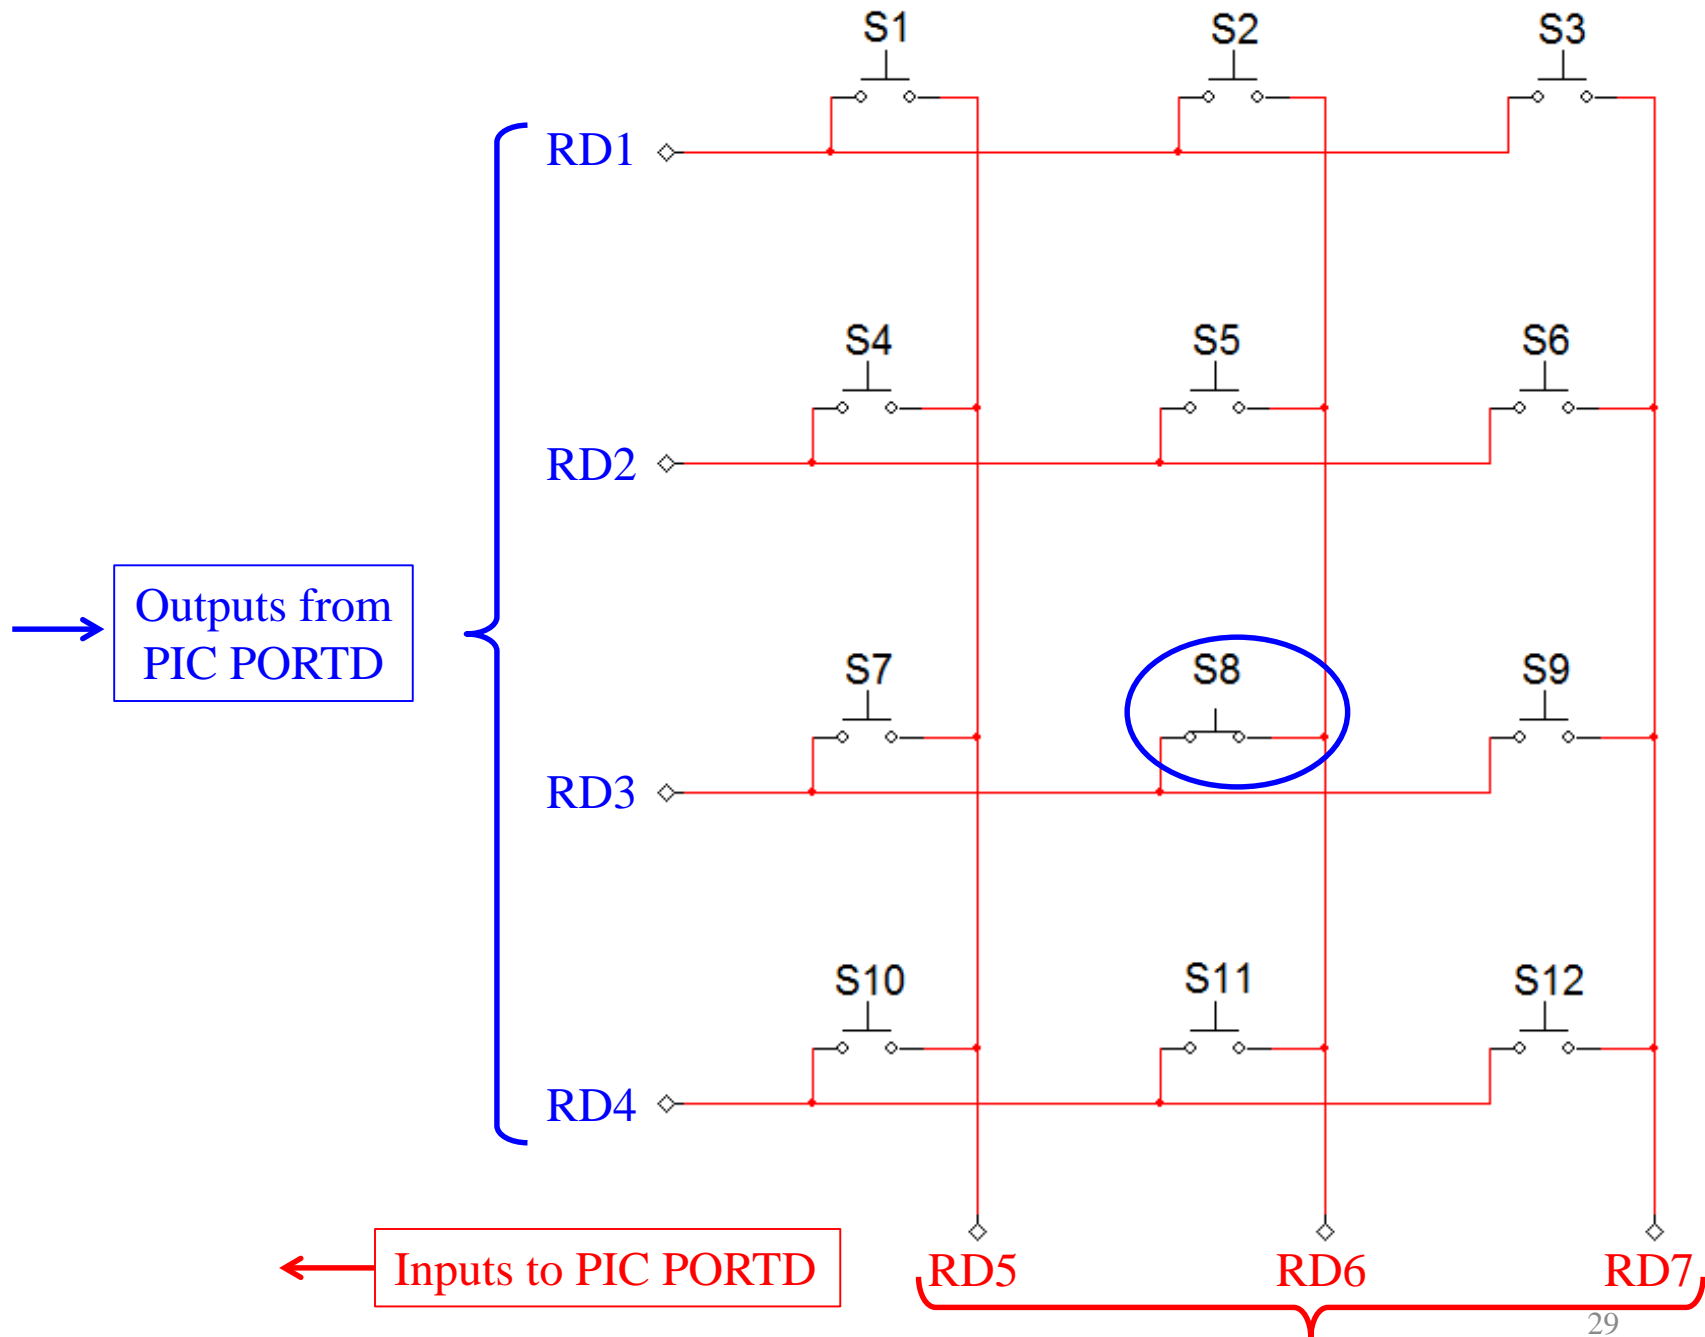 S1 S2 S3
RD1
S4 S5 S6
RD2
Outputs from
PIC PORTD
S7 S8 S9
RD3
S10 S11 S12
RD4
Inputs to PIC PORTD
RD5 RD6 RD7
29